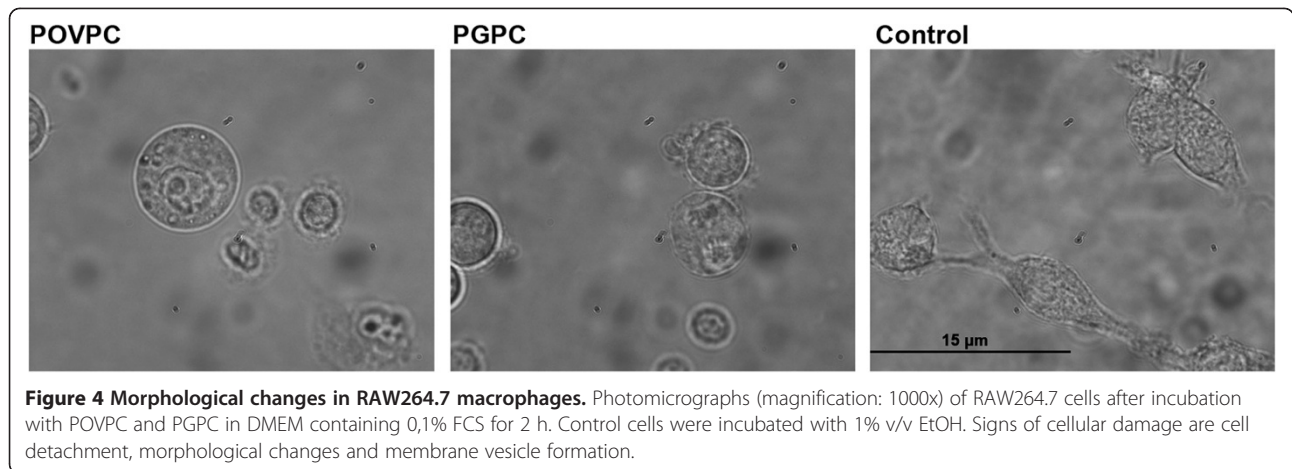 POVPC
PGPC
Control
15 µm
Figure 4 Morphological changes in RAW264.7 macrophages. Photomicrographs (magnification: 1000x) of RAW264.7 cells after incubation
with POVPC and PGPC in DMEM containing 0,1% FCS for 2 h. Control cells were incubated with 1% v/v EtOH. Signs of cellular damage are cell
detachment, morphological changes and membrane vesicle formation.